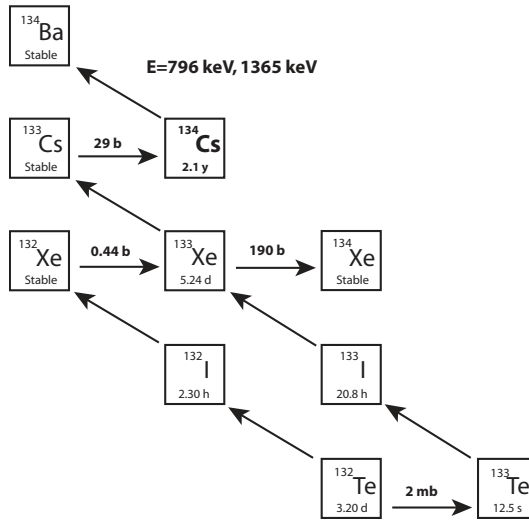 134Ba
Stable
E=796 keV, 1365 keV
133Cs
Stable
29 b
134Cs
2.1 y
132Xe
Stable
0.44 b
133Xe
5.24 d
190 b
134Xe
Stable
132I
2.30 h
133I
20.8 h
132Te
3.20 d
2 mb
133Te
12.5 s